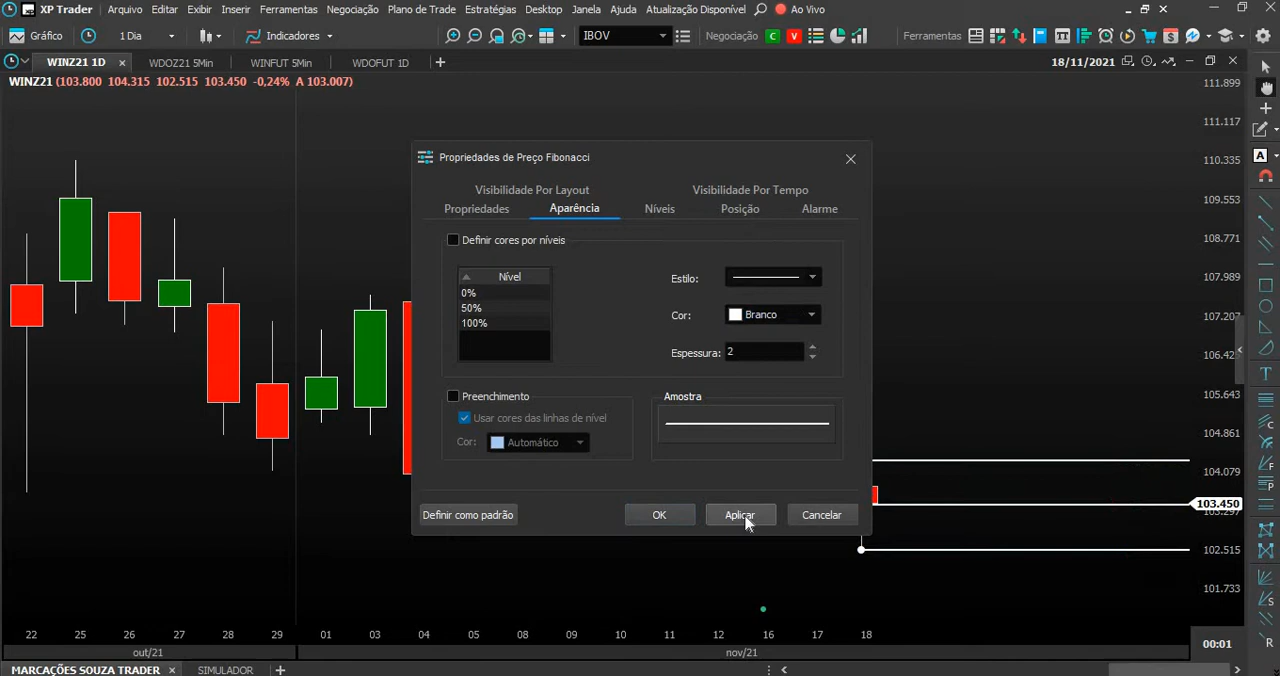 XP Trader Arquivo Editar Exibir Inserir Ferramentas Negociação Plano de Trade Estratégias Desktop Janela Ajuda Atualização Disponível Ao Vivo
Gráfico 1 Dia Indicadores IBOV Negociação C V Ferramentas
WINZ21 1D WDOZ21 5Min WINFUT 5Min WDOFUT 1D 18/11/2021
WINZ21 (103.800 104.315 102.515 103.450 -0,24% A 103.007)
111.899
111.117
110.335
109.553
108.771
107.989
107.207
106.42
105.643
104.861
104.079
103.450
103.297
102.515
101.733
Propriedades de Preço Fibonacci
Visibilidade Por Layout Visibilidade Por Tempo
Propriedades Aparência Níveis Posição Alarme
Definir cores por níveis
Nível
0%
50%
100%
Estilo:
Cor: Branco
Espessura: 2
Preenchimento
Usar cores das linhas de nível
Cor: Automático
Amostra
Definir como padrão OK Aplicar Cancelar
22 25 26 27 28 29 01 03 04 05 08 09 10 11 12 16 17 18
out/21 nov/21
00:01
MARCAÇÕES SOUZA TRADER SIMULADOR